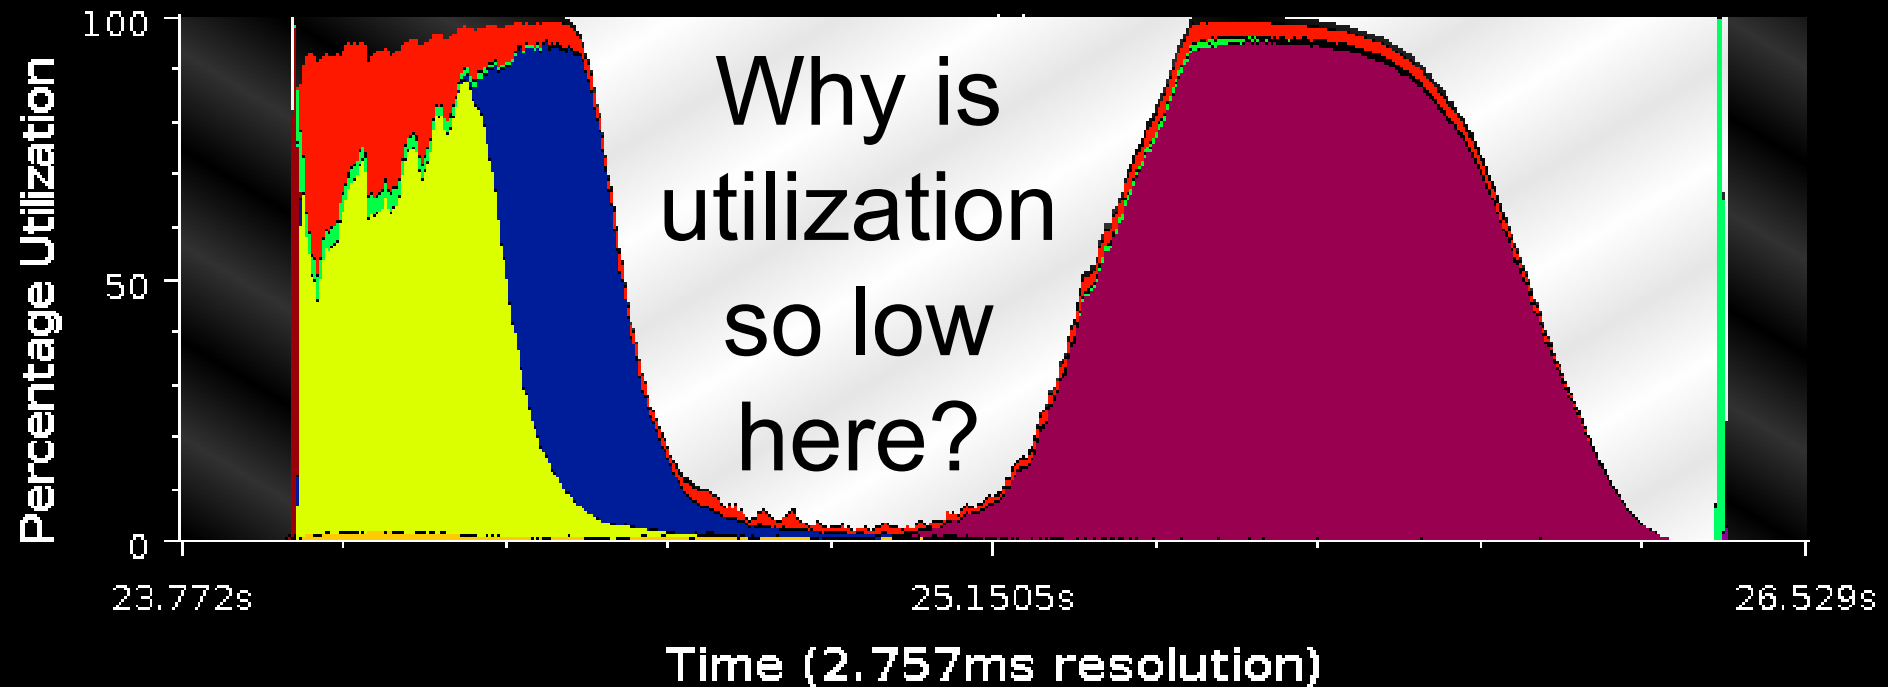 100
50
0
Percentage Utilization
Why is
utilization
so low
here?
23.772s
25.1505s
26.529s
Time (2.757ms resolution)